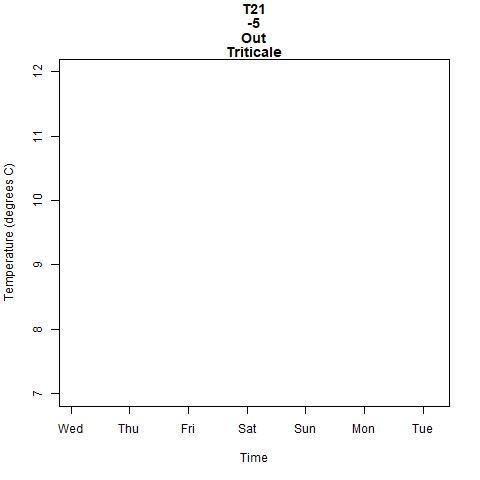 T21
-5
Out
Triticale
12
11
10
9
8
7
Temperature (degrees C)
Wed Thu Fri Sat Sun Mon Tue
Time